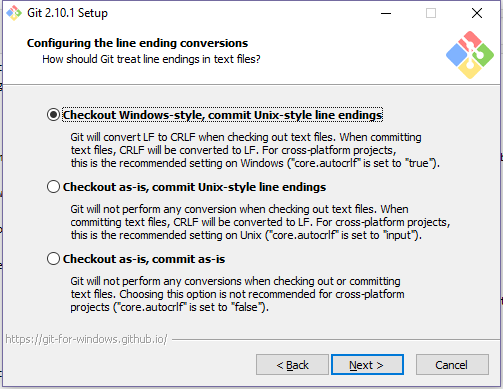 Git 2.10.1 Setup
Configuring the line ending conversions
How should Git treat line endings in text files?
Checkout Windows-style, commit Unix-style line endings
Git will convert LF to CRLF when checking out text files. When committing
text files, CRLF will be converted to LF. For cross-platform projects,
this is the recommended setting on Windows ("core.autocrlf" is set to "true").
Checkout as-is, commit Unix-style line endings
Git will not perform any conversion when checking out text files. When
committing text files, CRLF will be converted to LF. For cross-platform projects,
this is the recommended setting on Unix ("core.autocrlf" is set to "input").
Checkout as-is, commit as-is
Git will not perform any conversions when checking out or committing
text files. Choosing this option is not recommended for cross-platform
projects ("core.autocrlf" is set to "false").
https://git-for-windows.github.io/
< Back Next > Cancel